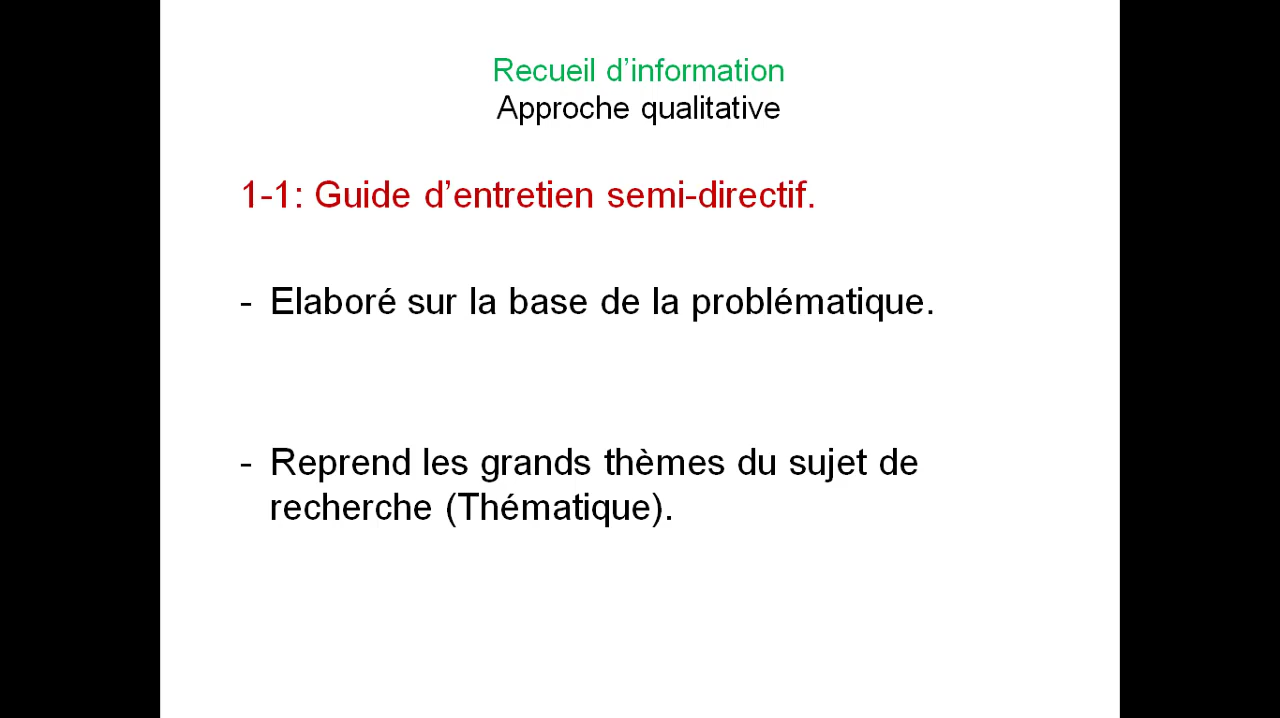 Recueil d’information
Approche qualitative
1-1: Guide d’entretien semi-directif.
- Elaboré sur la base de la problématique.
- Reprend les grands thèmes du sujet de
recherche (Thématique).